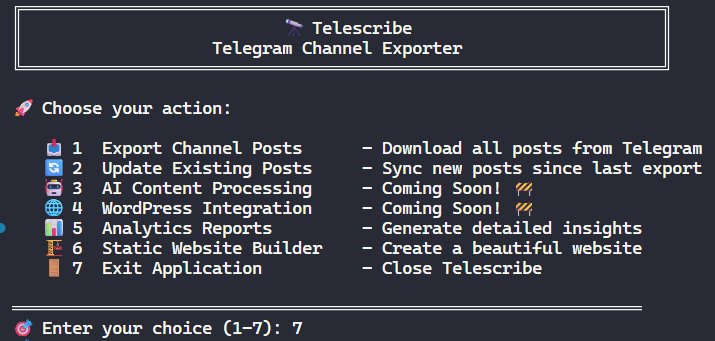 🔭 Telescribe
Telegram Channel Exporter
🚀 Choose your action:
📥 1 Export Channel Posts - Download all posts from Telegram
🔄 2 Update Existing Posts - Sync new posts since last export
🤖 3 AI Content Processing - Coming Soon! 🚧
🌐 4 WordPress Integration - Coming Soon! 🚧
📊 5 Analytics Reports - Generate detailed insights
🏗️ 6 Static Website Builder - Create a beautiful website
🚪 7 Exit Application - Close Telescribe
🎯 Enter your choice (1-7): 7